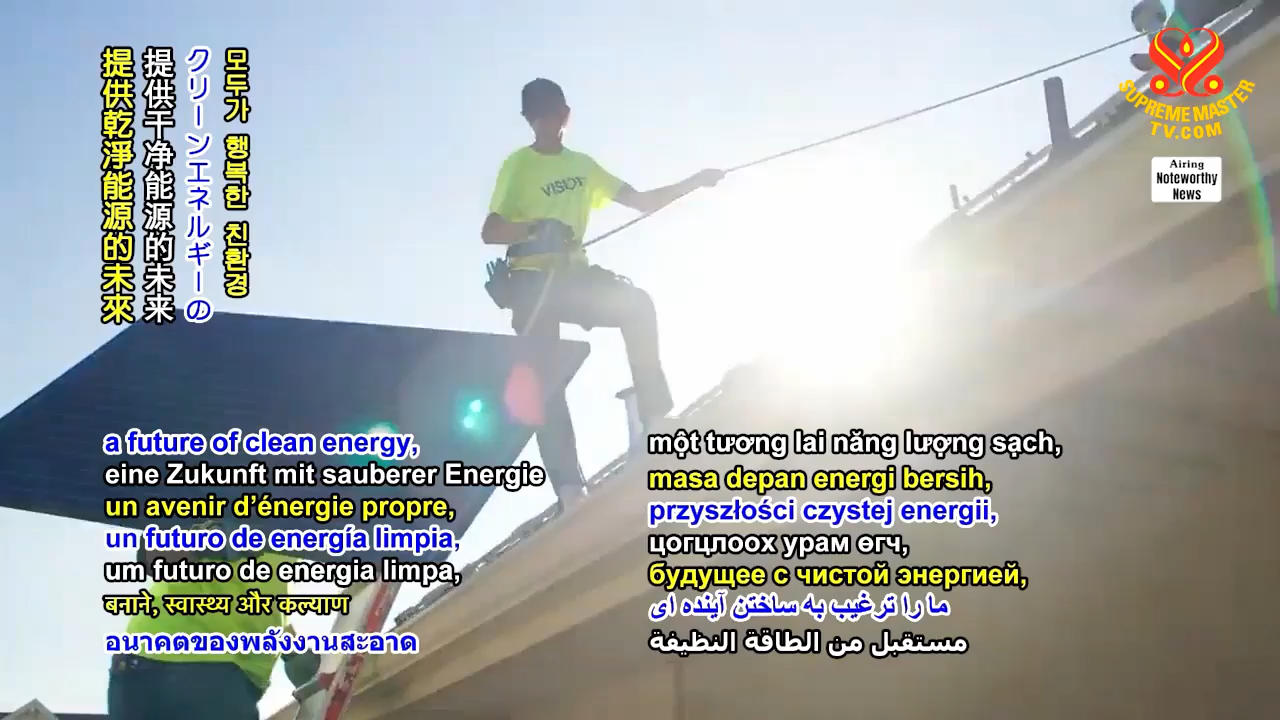 提供乾淨能源的未來
提供干净能源的未来
クリーンエネルギーの
모두가 행복한 친환경
SUPREME MASTER
TV.COM
Airing
Noteworthy
News
VISION
a future of clean energy,
eine Zukunft mit sauberer Energie
un avenir d’énergie propre,
un futuro de energía limpia,
um futuro de energia limpa,
बनाने, स्वास्थ्य और कल्याण
อนาคตของพลังงานสะอาด
một tương lai năng lượng sạch,
masa depan energi bersih,
przyszłości czystej energii,
цогцлоох урам өгч,
будущее с чистой энергией,
ما را ترغیب به ساختن آینده ای
مستقبل من الطاقة النظيفة